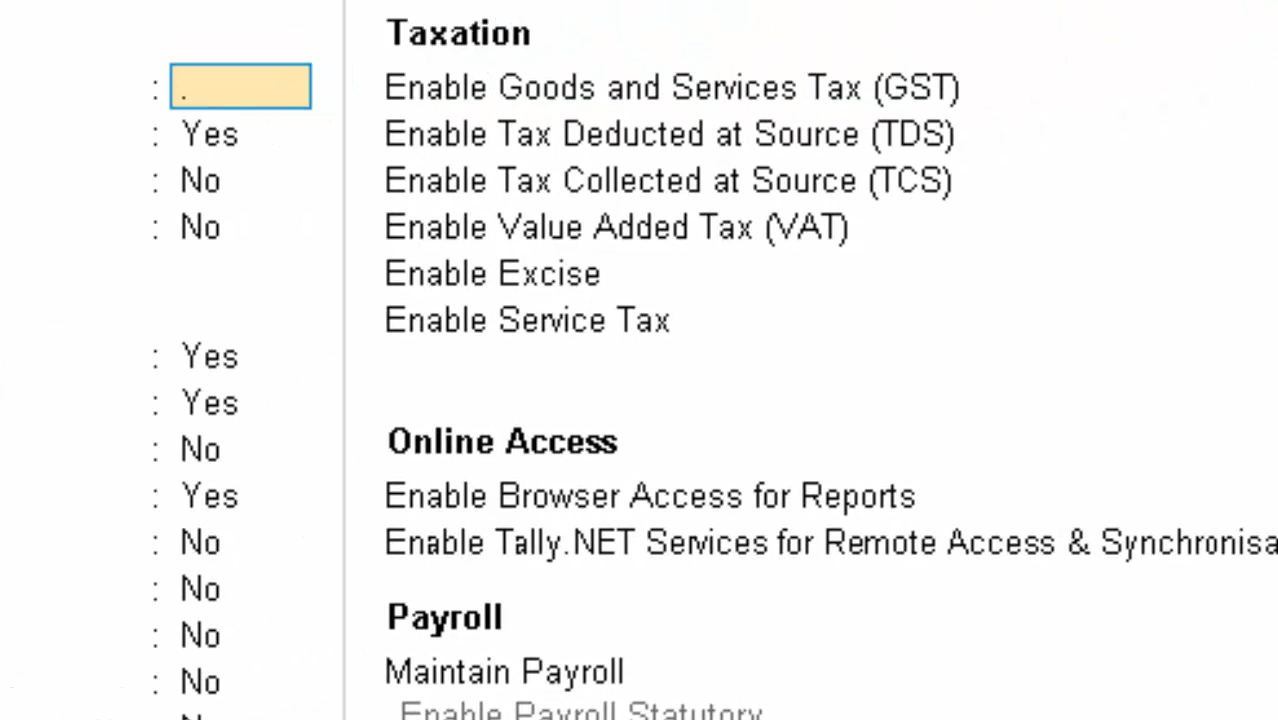 Taxation
: . Enable Goods and Services Tax (GST)
: Yes Enable Tax Deducted at Source (TDS)
: No Enable Tax Collected at Source (TCS)
: No Enable Value Added Tax (VAT)
Enable Excise
Enable Service Tax
: Yes
: Yes
Online Access
: No
: Yes Enable Browser Access for Reports
: No Enable Tally.NET Services for Remote Access & Synchronisa
: No
Payroll
: No
: No Maintain Payroll
Enable Payroll Statutory